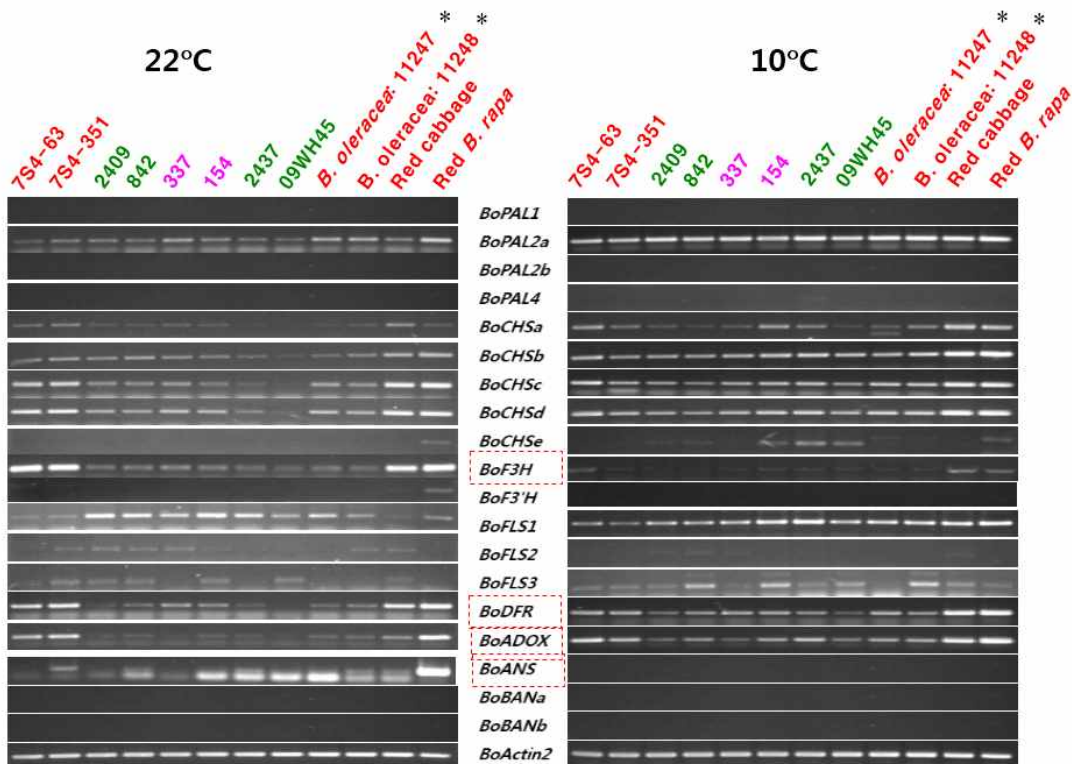 22°C
7S4-63
7S4-351
2409
842
337
154
2437
09WH45
B. oleracea: 11247 *
B. oleracea: 11248 *
Red cabbage
Red B. rapa
10°C
7S4-63
7S4-351
2409
842
337
154
2437
09WH45
B. oleracea: 11247 *
B. oleracea: 11248 *
Red cabbage
Red B. rapa
BoPAL1
BoPAL2a
BoPAL2b
BoPAL4
BoCHSa
BoCHSb
BoCHSc
BoCHSd
BoCHSe
BoF3H
BoF3'H
BoFLS1
BoFLS2
BoFLS3
BoDFR
BoADOX
BoANS
BoBANa
BoBANb
BoActin2